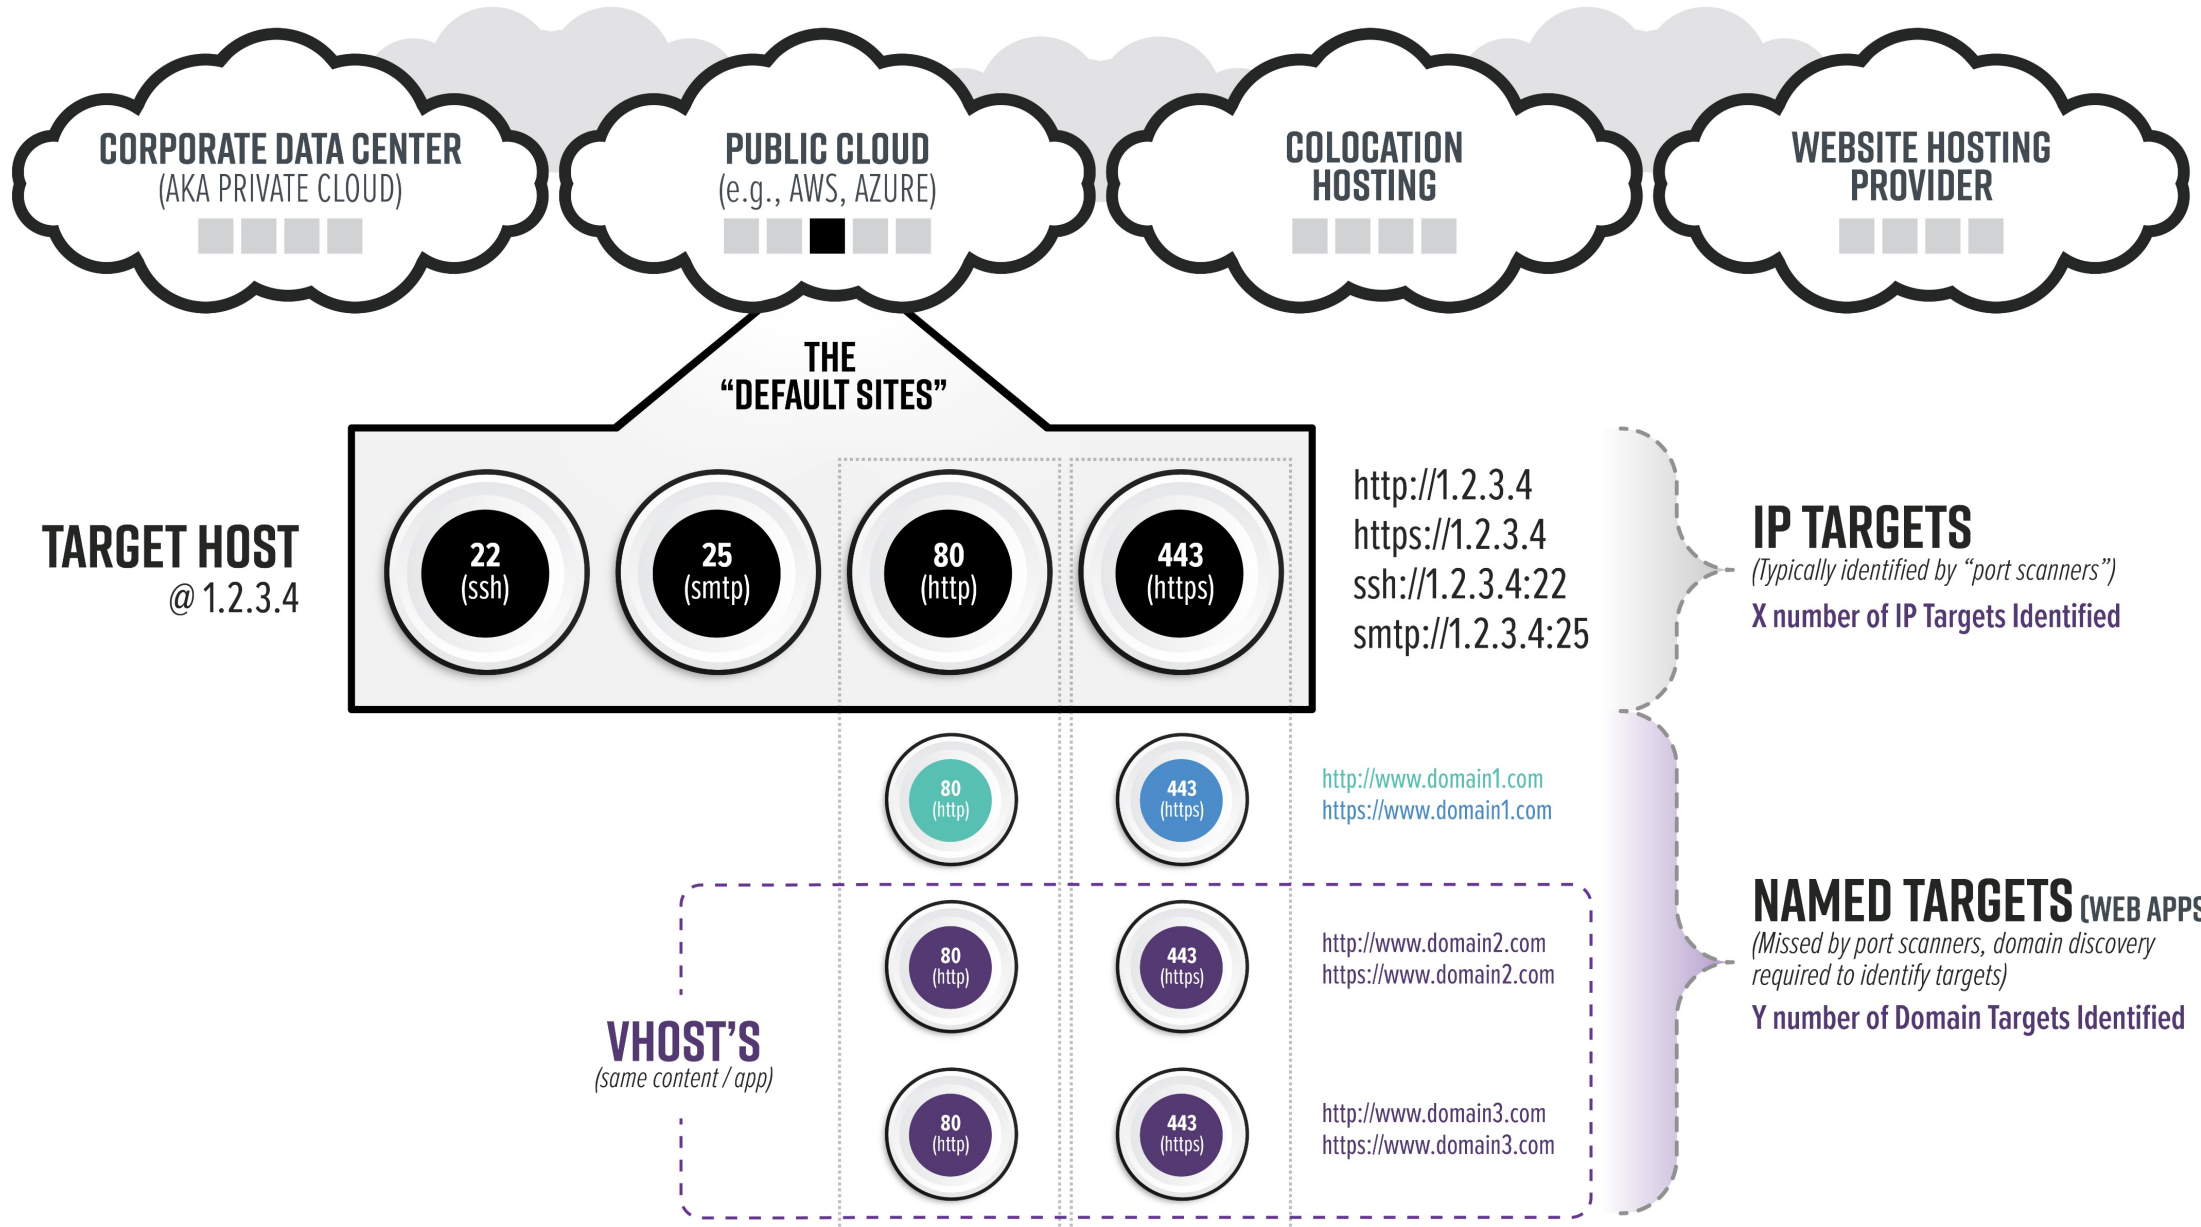 CORPORATE DATA CENTER
(AKA PRIVATE CLOUD)
PUBLIC CLOUD
(e.g., AWS, AZURE)
COLOCATION
HOSTING
WEBSITE HOSTING
PROVIDER
THE
“DEFAULT SITES”
TARGET HOST
@ 1.2.3.4
22
(ssh)
25
(smtp)
80
(http)
443
(https)
http://1.2.3.4
https://1.2.3.4
ssh://1.2.3.4:22
smtp://1.2.3.4:25
IP TARGETS
(Typically identified by “port scanners”)
X number of IP Targets Identified
80
(http)
443
(https)
http://www.domain1.com
https://www.domain1.com
80
(http)
443
(https)
http://www.domain2.com
https://www.domain2.com
NAMED TARGETS (WEB APPS
(Missed by port scanners, domain discovery
required to identify targets)
Y number of Domain Targets Identified
VHOST’S
(same content / app)
80
(http)
443
(https)
http://www.domain3.com
https://www.domain3.com